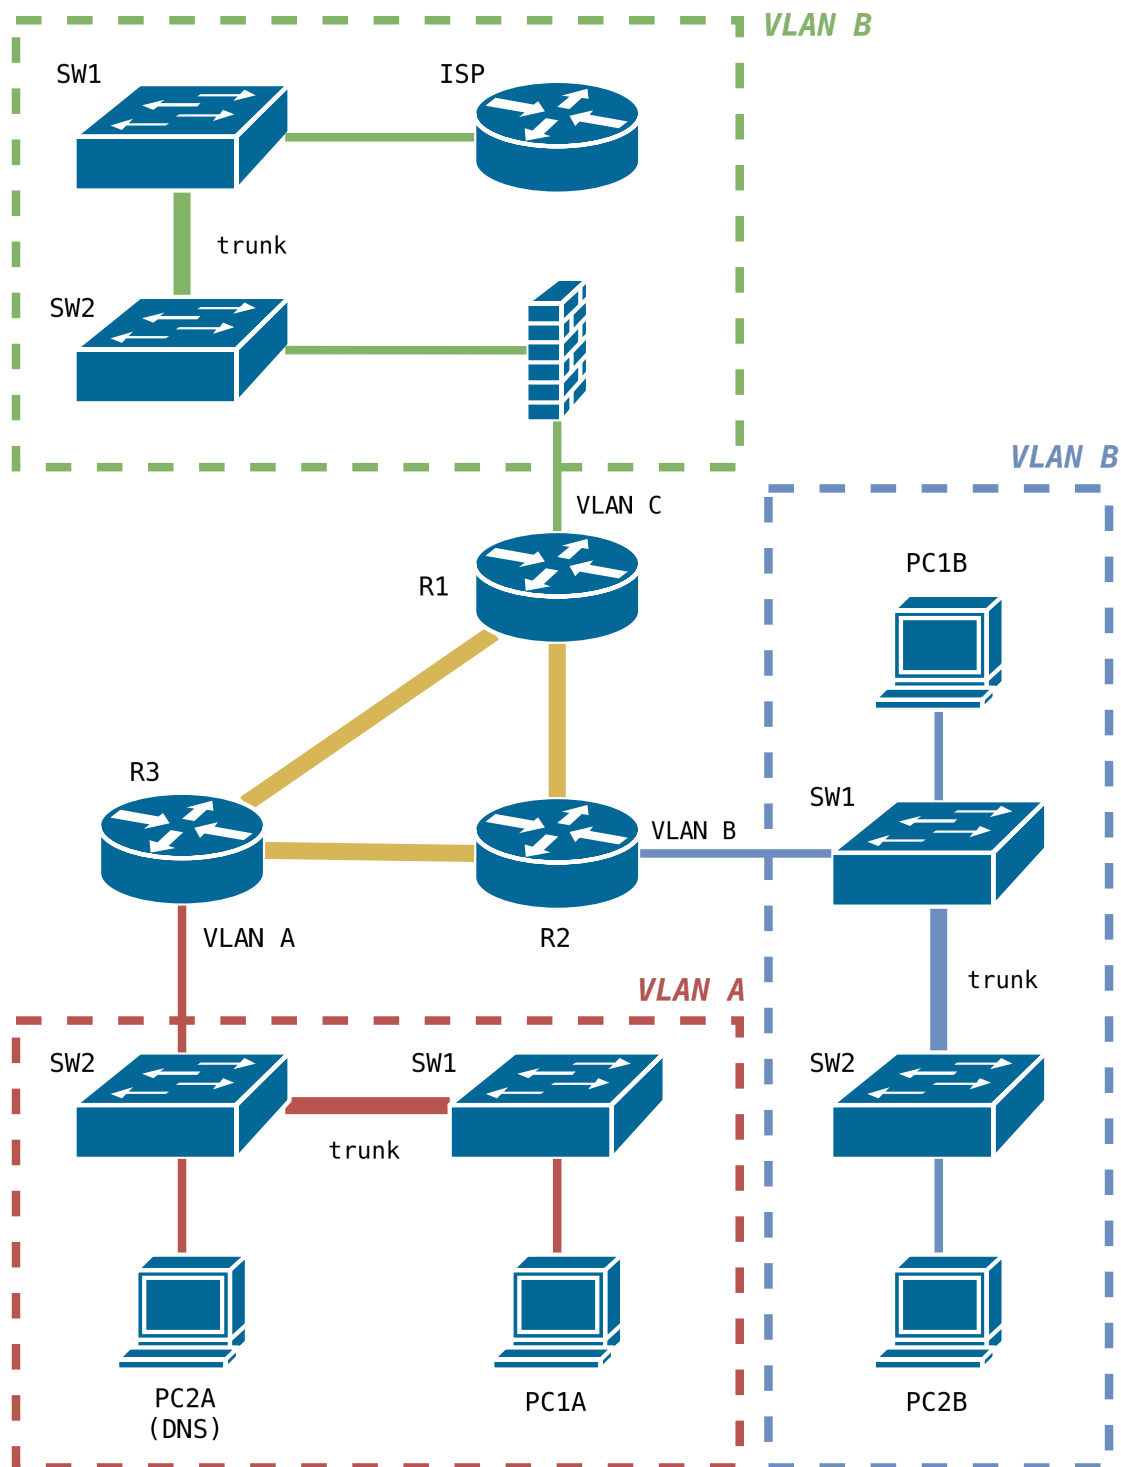 VLAN B
SW1
ISP
trunk
SW2
VLAN B
VLAN C
PC1B
R1
R3
SW1
VLAN B
VLAN A
R2
trunk
VLAN A
SW2
SW1
SW2
trunk
PC2A
(DNS)
PC1A
PC2B